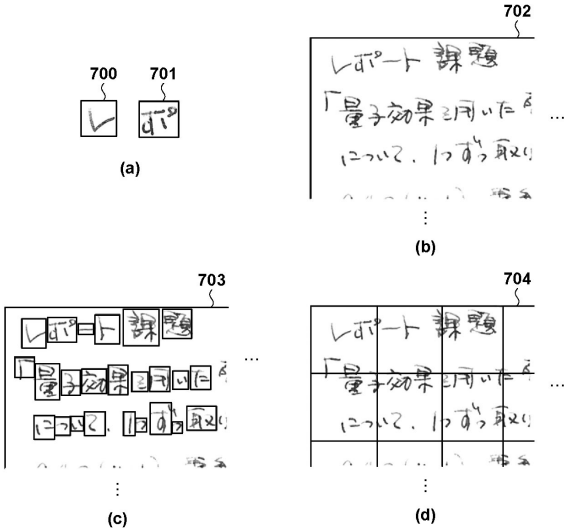 700 701
レ ポ
(a)
702
レポート 課題
「量子効果を用いた
について、1つずつ取り
(b)
703
レポート 課題
「量子効果を用いた
について、1つずつ取り
(c)
704
レポート 課題
「量子効果を用いた
について、1つずつ取り
(d)